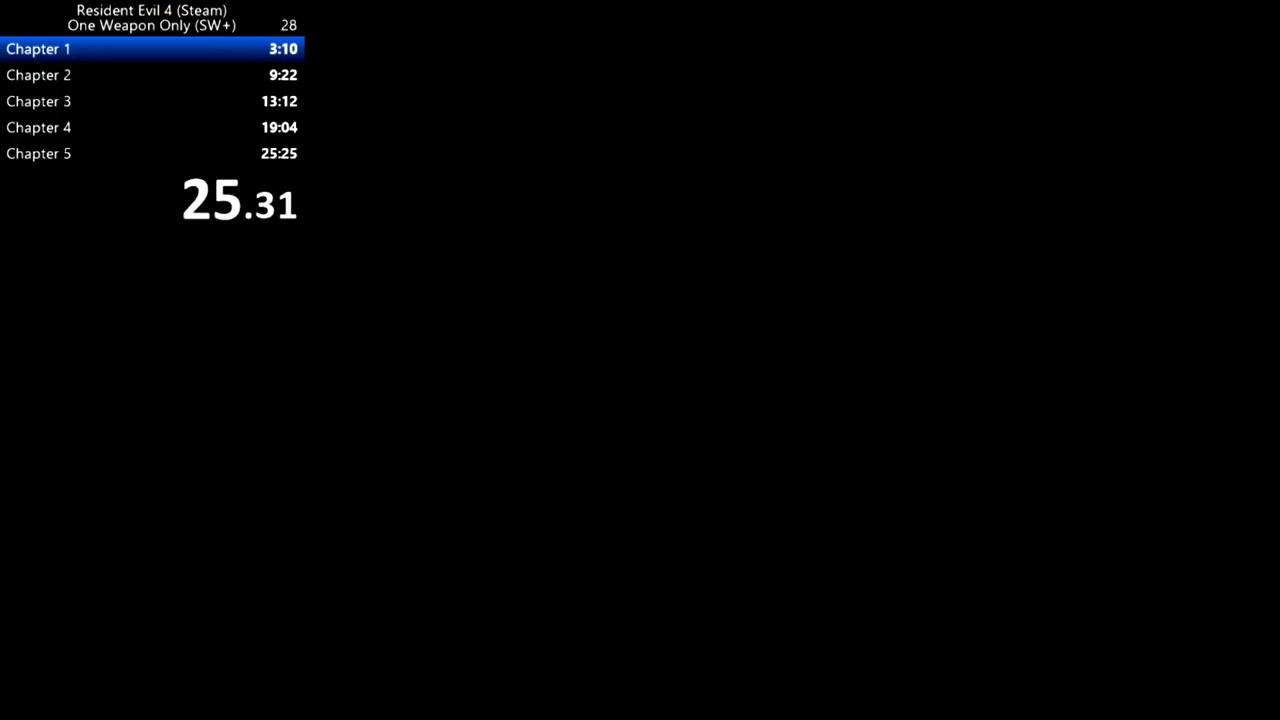 Resident Evil 4 (Steam)
One Weapon Only (SW+) 28
Chapter 1 3:10
Chapter 2 9:22
Chapter 3 13:12
Chapter 4 19:04
Chapter 5 25:25
25.31